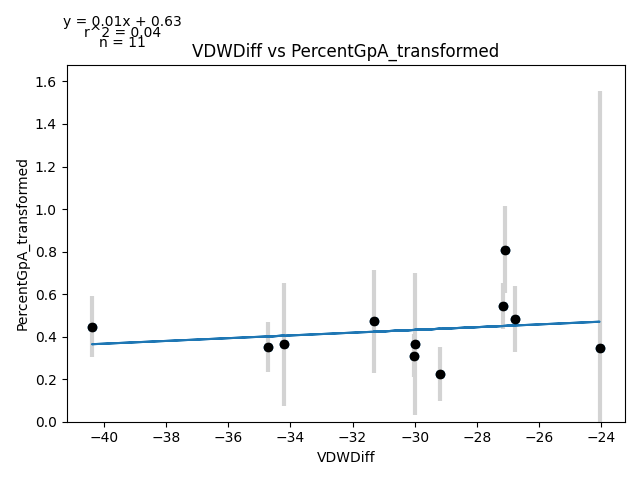 y = 0.01x + 0.63
r^2 = 0.04
n = 11
VDWDiff vs PercentGpA_transformed
1.6
1.4
1.2
1.0
0.8
0.6
0.4
0.2
0.0
PercentGpA_transformed
−40 −38 −36 −34 −32 −30 −28 −26 −24
VDWDiff